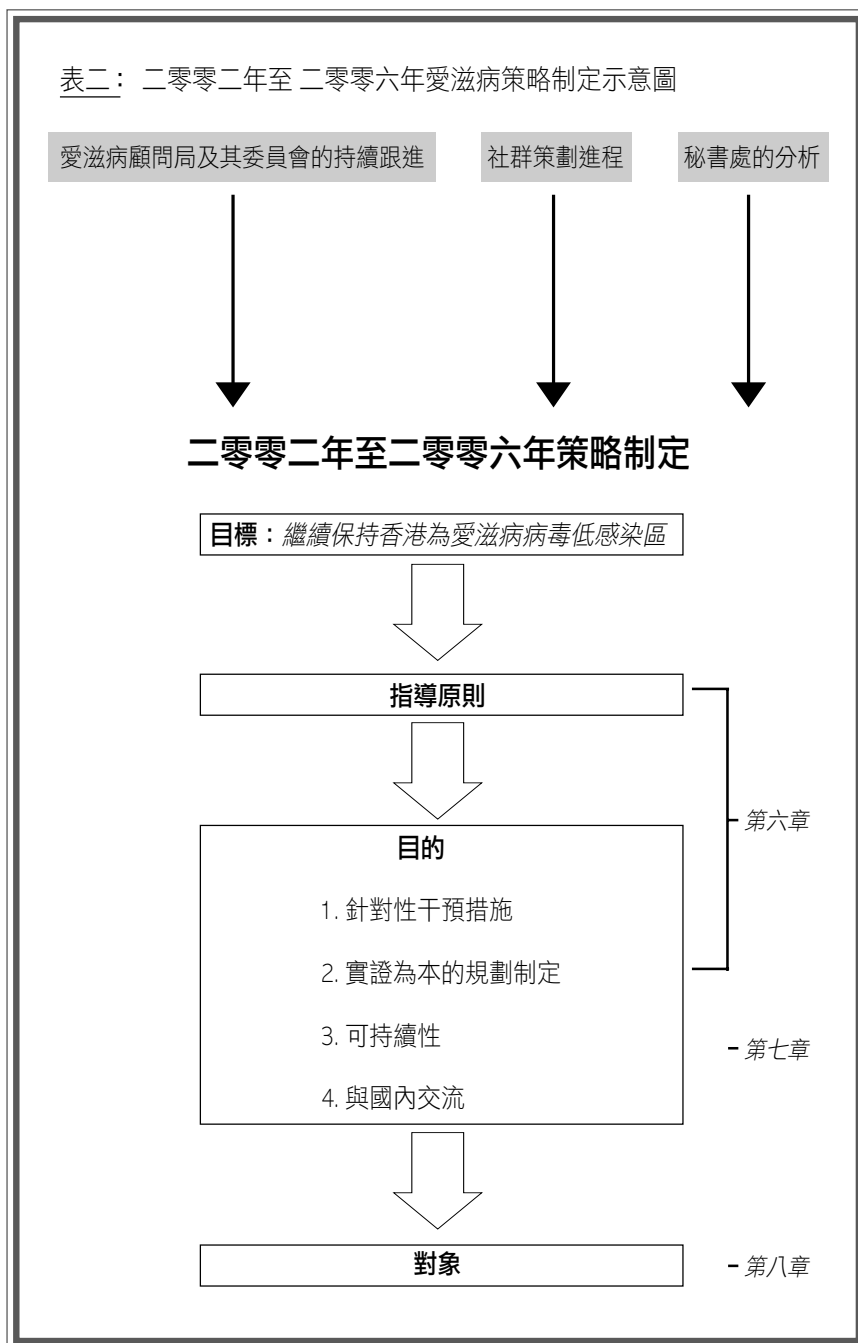 表二： 二零零二年至 二零零六年愛滋病策略制定示意圖
愛滋病顧問局及其委員會的持續跟進
社群策劃進程
秘書處的分析
二零零二年至二零零六年策略制定
目標：繼續保持香港為愛滋病病毒低感染區
指導原則
第六章
目的
1. 針對性干預措施
2. 實證為本的規劃制定
3. 可持續性
4. 與國內交流
第七章
對象
第八章